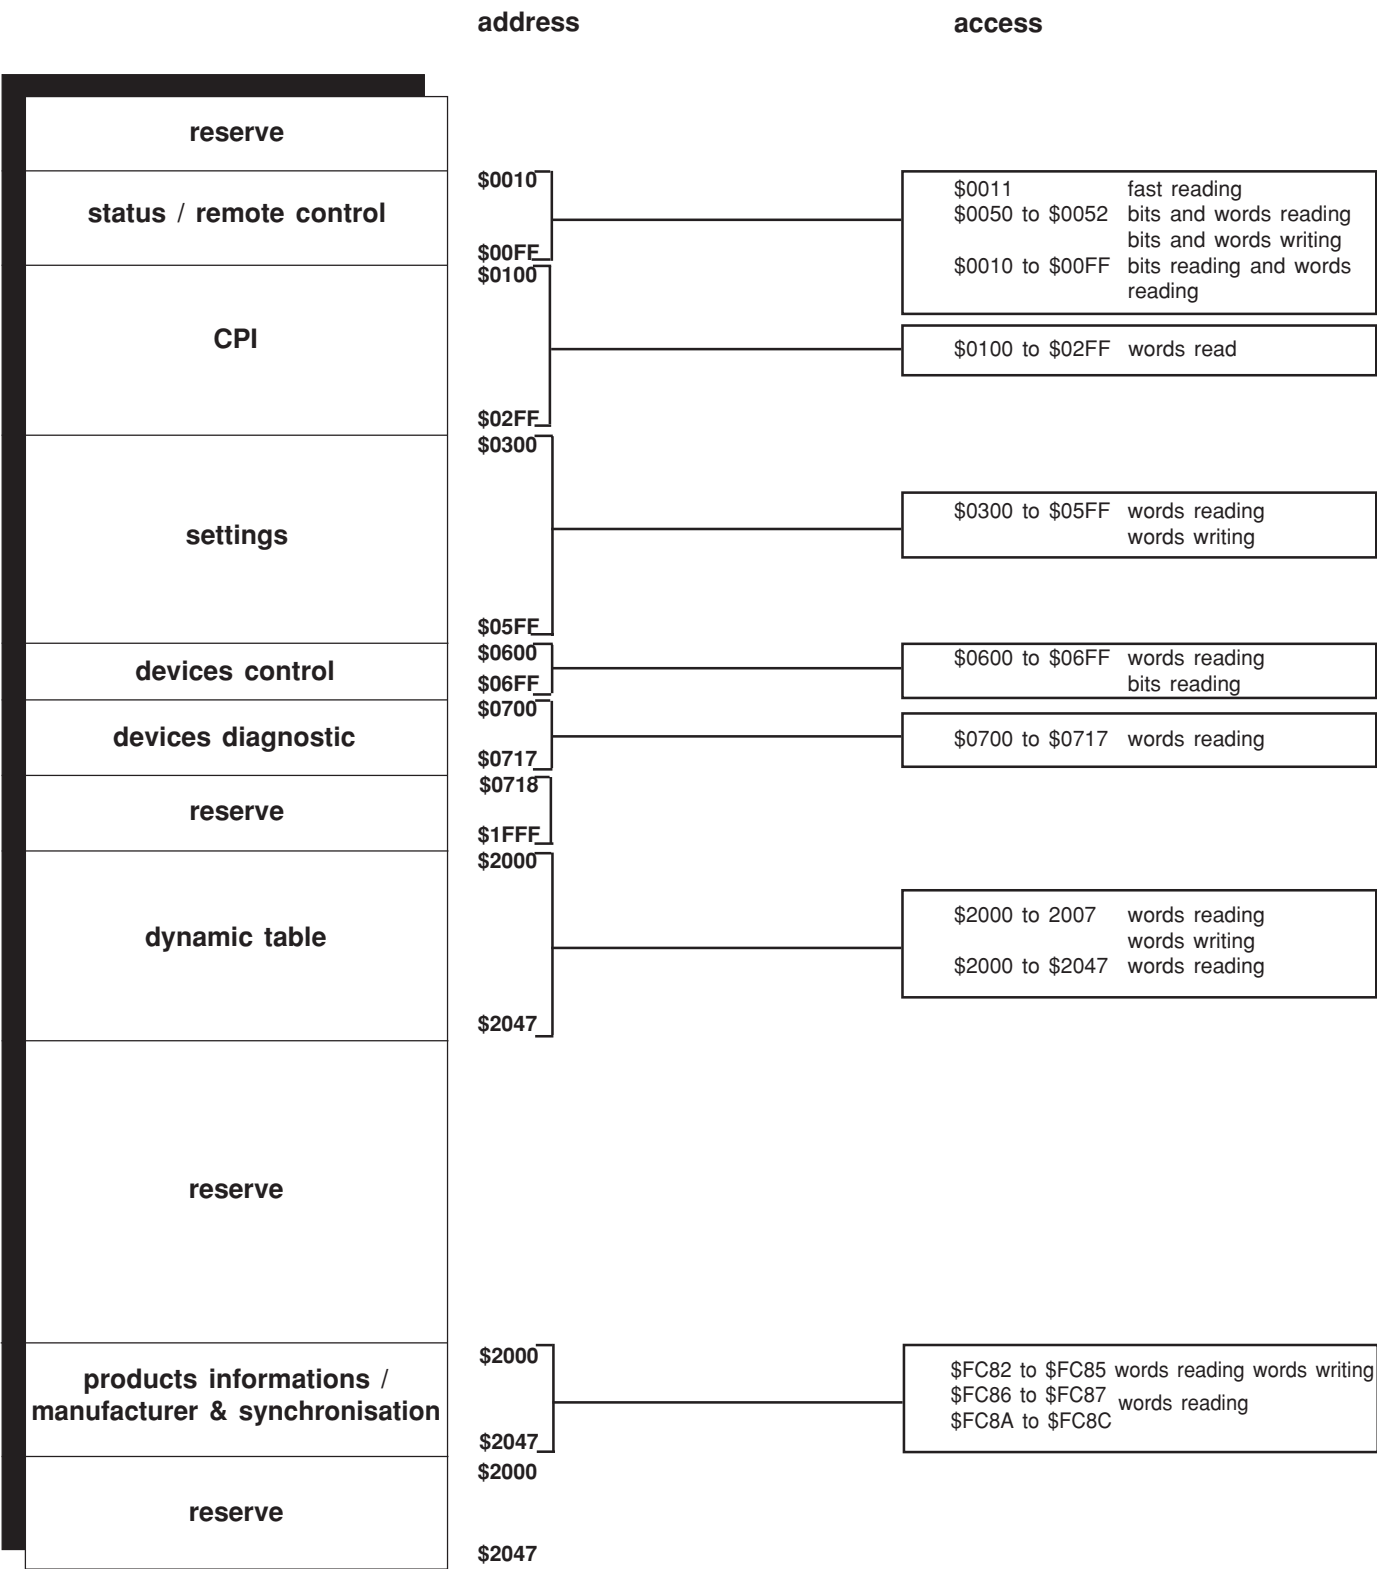 address access
reserve
$0010
status / remote control
$00FF
$0011 fast reading
$0050 to $0052 bits and words reading
bits and words writing
$0010 to $00FF bits reading and words
reading
$0100
CPI
$02FF
$0100 to $02FF words read
$0300
settings
$05FF
$0300 to $05FF words reading
words writing
$0600
devices control
$06FF
$0600 to $06FF words reading
bits reading
$0700
devices diagnostic
$0717
$0700 to $0717 words reading
$0718
reserve
$1FFF
$2000
dynamic table
$2047
$2000 to 2007 words reading
words writing
$2000 to $2047 words reading
reserve
$2000
products informations /
manufacturer & synchronisation
$2047
$FC82 to $FC85 words reading words writing
$FC86 to $FC87
words reading
$FC8A to $FC8C
$2000
reserve
$2047